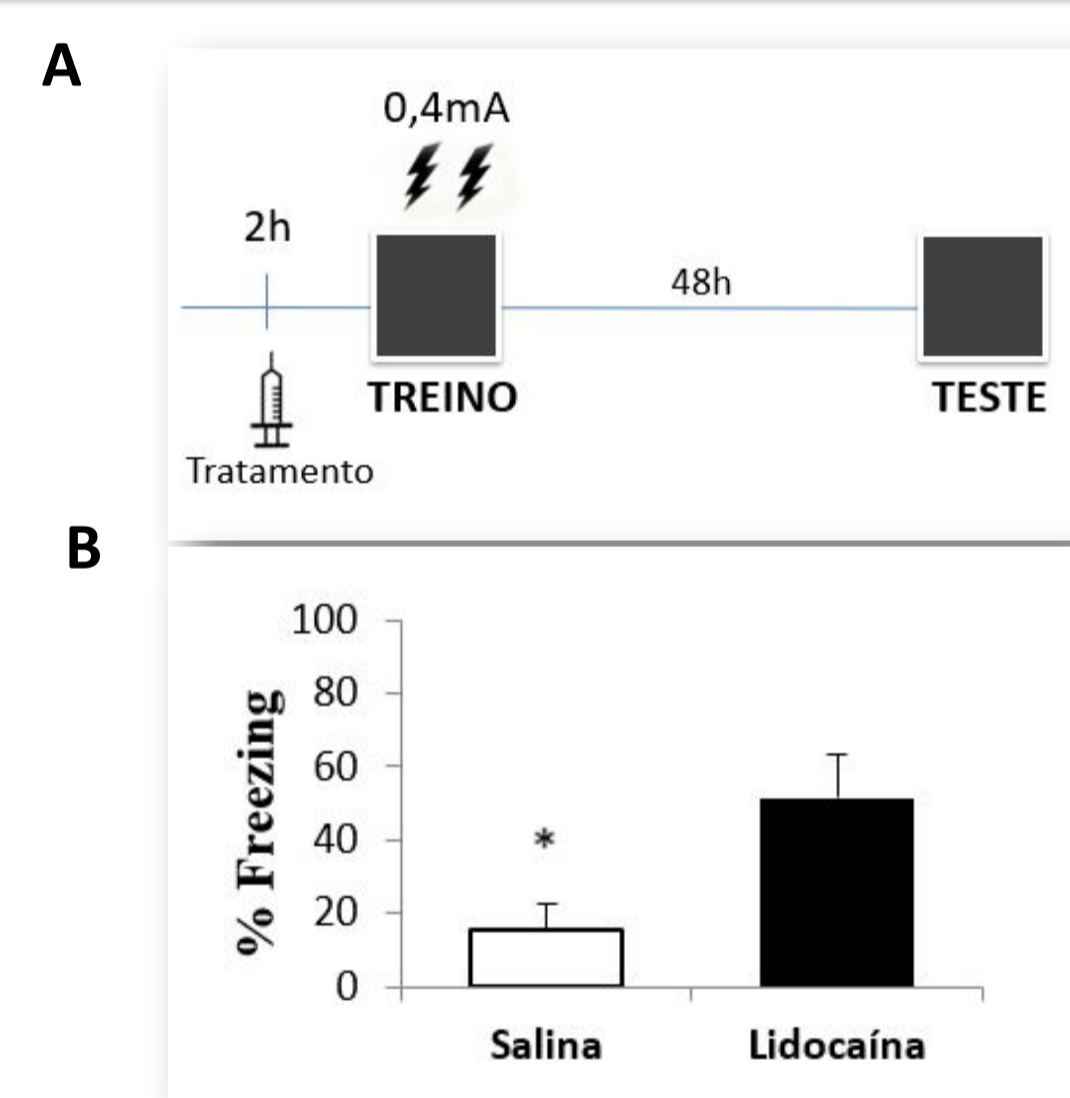 A
0,4mA
2h
48h
TREINO
TESTE
Tratamento
B
100
80
60
40
20
0
% Freezing
*
Salina
Lidocaína